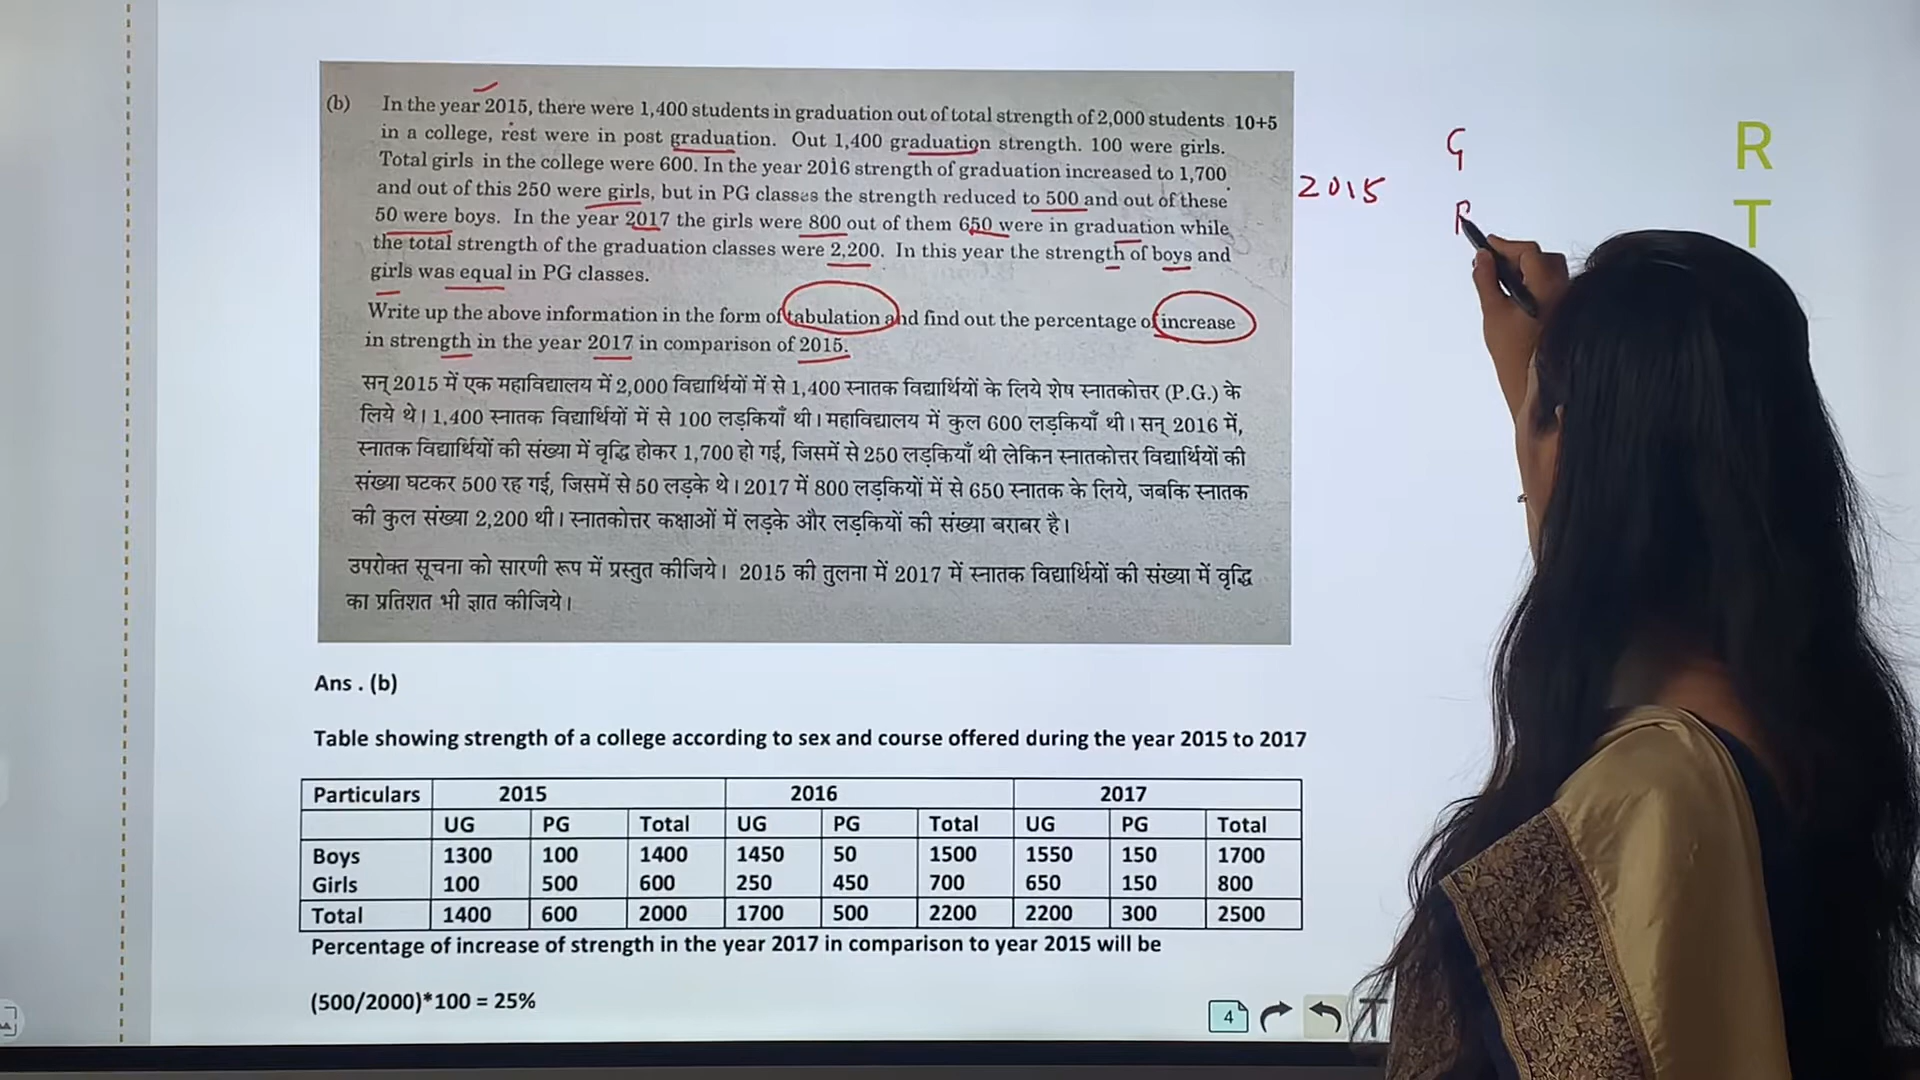 (b) In the year 2015, there were 1,400 students in graduation out of total strength of 2,000 students 10+5
in a college, rest were in post graduation. Out 1,400 graduation strength. 100 were girls.
Total girls in the college were 600. In the year 2016 strength of graduation increased to 1,700
and out of this 250 were girls, but in PG classes the strength reduced to 500 and out of these
50 were boys. In the year 2017 the girls were 800 out of them 650 were in graduation while
the total strength of the graduation classes were 2,200. In this year the strength of boys and
girls was equal in PG classes.
Write up the above information in the form of tabulation and find out the percentage of increase
in strength in the year 2017 in comparison of 2015.
सन् 2015 में एक महाविद्यालय में 2,000 विद्यार्थियों में से 1,400 स्नातक विद्यार्थियों के लिये शेष स्नातकोत्तर (P.G.) के
लिये थे। 1,400 स्नातक विद्यार्थियों में से 100 लड़कियाँ थी। महाविद्यालय में कुल 600 लड़कियाँ थी। सन् 2016 में,
स्नातक विद्यार्थियों की संख्या में वृद्धि होकर 1,700 हो गई, जिसमें से 250 लड़कियाँ थी लेकिन स्नातकोत्तर विद्यार्थियों की
संख्या घटकर 500 रह गई, जिसमें से 50 लड़के थे। 2017 में 800 लड़कियों में से 650 स्नातक के लिये, जबकि स्नातक
की कुल संख्या 2,200 थी। स्नातकोत्तर कक्षाओं में लड़के और लड़कियों की संख्या बराबर है।
उपरोक्त सूचना को सारणी रूप में प्रस्तुत कीजिये। 2015 की तुलना में 2017 में स्नातक विद्यार्थियों की संख्या में वृद्धि
का प्रतिशत भी ज्ञात कीजिये।
2015
G
R
T
Ans . (b)
Table showing strength of a college according to sex and course offered during the year 2015 to 2017
Particulars 2015 2016 2017
UG PG Total UG PG Total UG PG Total
Boys 1300 100 1400 1450 50 1500 1550 150 1700
Girls 100 500 600 250 450 700 650 150 800
Total 1400 600 2000 1700 500 2200 2200 300 2500
Percentage of increase of strength in the year 2017 in comparison to year 2015 will be
(500/2000)*100 = 25%
4